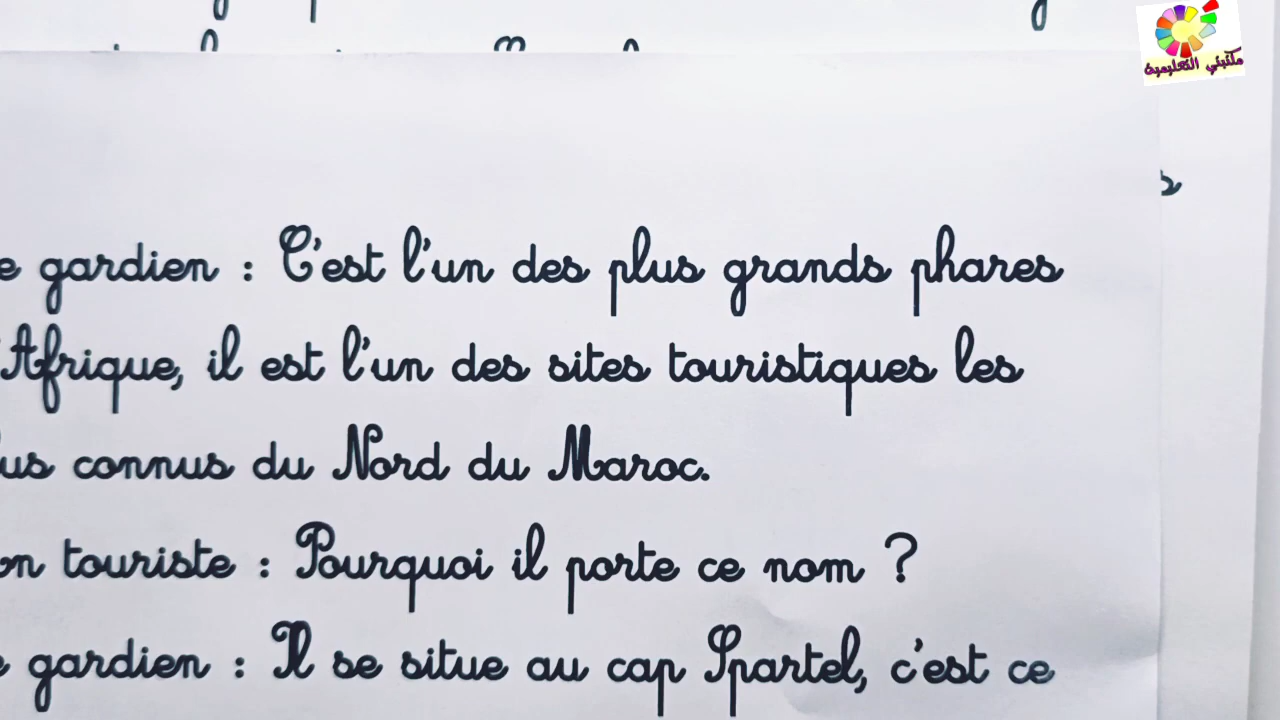 مكتبتي التعليمية
e gardien : C'est l'un des plus grands phares
'Afrique, il est l'un des sites touristiques les
lus connus du Nord du Maroc.
on touriste : Pourquoi il porte ce nom ?
e gardien : Il se situe au cap Spartel, c'est ce